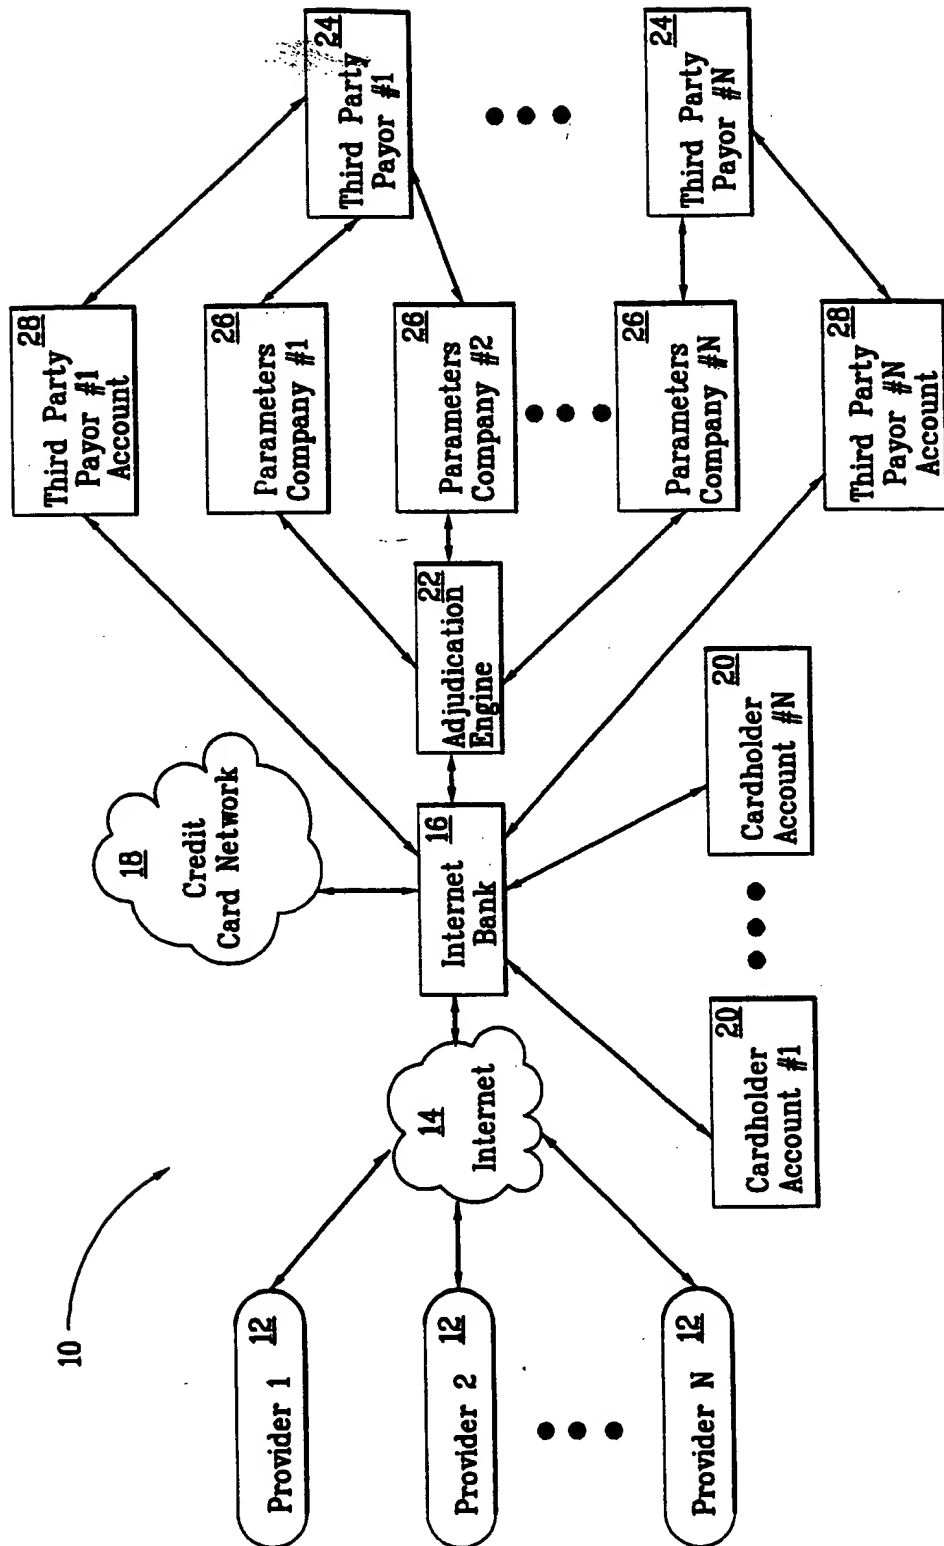 10
Provider 1 12
Provider 2 12
Provider N 12
14
Internet
18
Credit
Card Network
16
Internet
Bank
20
Cardholder
Account #1
20
Cardholder
Account #N
22
Adjudication
Engine
28
Third Party
Payor #1
Account
26
Parameters
Company #1
26
Parameters
Company #2
26
Parameters
Company #N
28
Third Party
Payor #N
Account
24
Third Party
Payor #1
24
Third Party
Payor #N